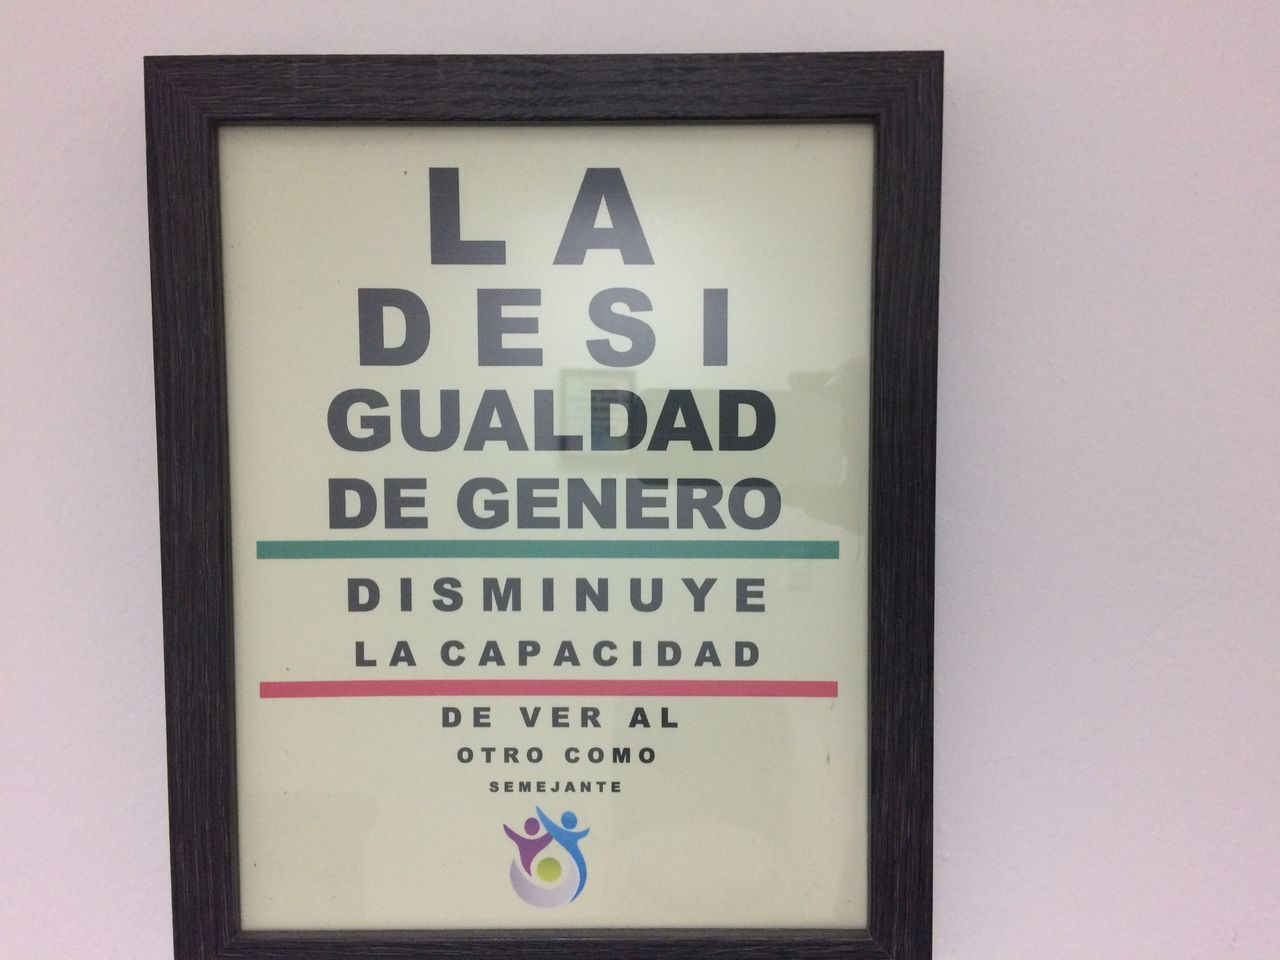 LA
DESI
GUALDAD
DE GENERO
DISMINUYE
LA CAPACIDAD
DE VER AL
OTRO COMO
SEMEJANTE